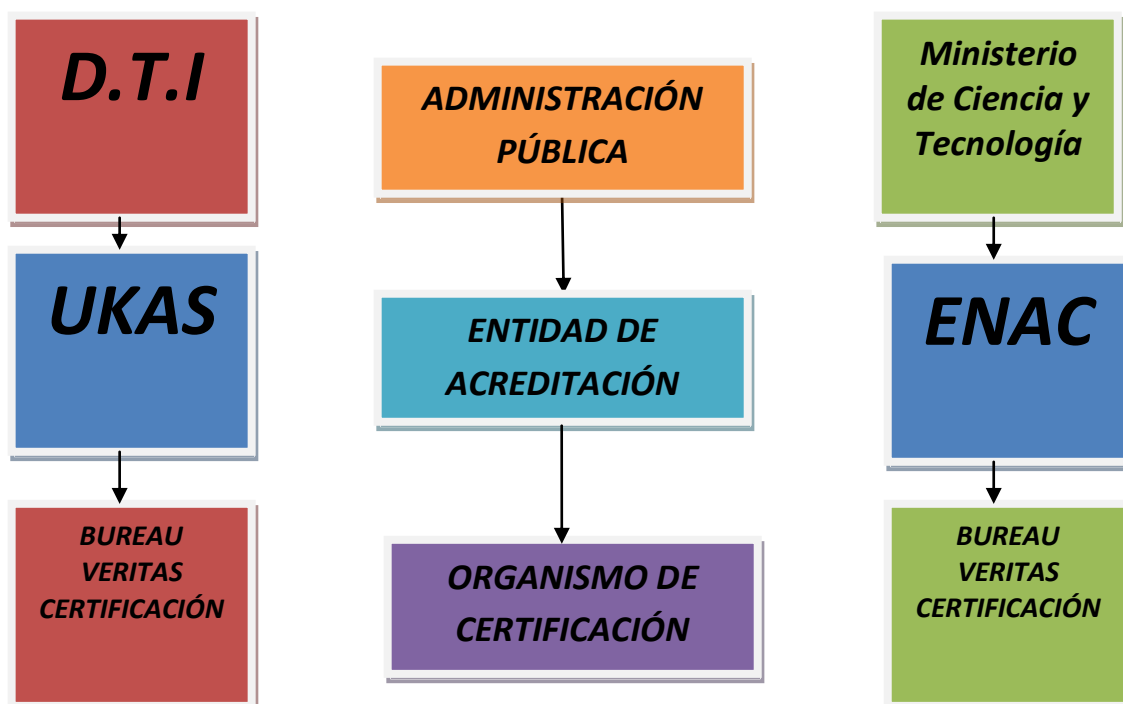 D.T.I
UKAS
BUREAU
VERITAS
CERTIFICACIÓN
ADMINISTRACIÓN
PÚBLICA
ENTIDAD DE
ACREDITACIÓN
ORGANISMO DE
CERTIFICACIÓN
Ministerio
de Ciencia y
Tecnología
ENAC
BUREAU
VERITAS
CERTIFICACIÓN